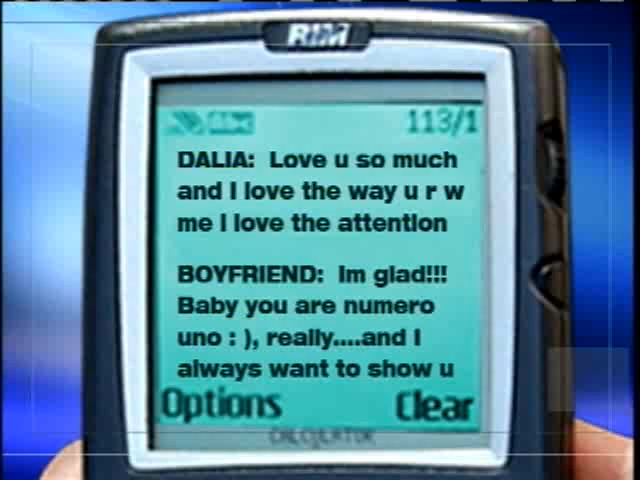 RIM
113/1
DALIA: Love u so much
and I love the way u r w
me I love the attention
BOYFRIEND: Im glad!!!
Baby you are numero
uno : ), really....and I
always want to show u
Options Clear
CALCULATOR